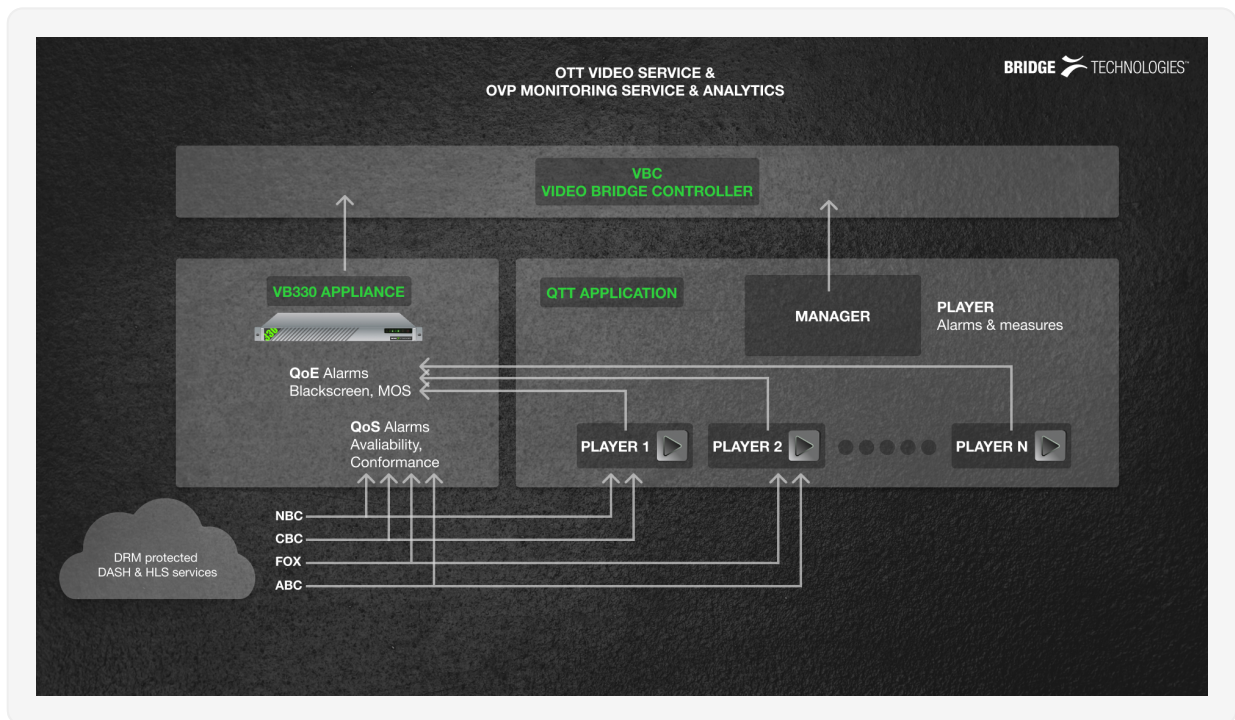 OTT VIDEO SERVICE &
OVP MONITORING SERVICE & ANALYTICS
BRIDGE TECHNOLOGIES™
VBC
VIDEO BRIDGE CONTROLLER
VB330 APPLIANCE
430
QoE Alarms
Blackscreen, MOS
QoS Alarms
Avaliability,
Conformance
QTT APPLICATION
MANAGER
PLAYER
Alarms & measures
PLAYER 1
PLAYER 2
PLAYER N
NBC
CBC
FOX
ABC
DRM protected
DASH & HLS services